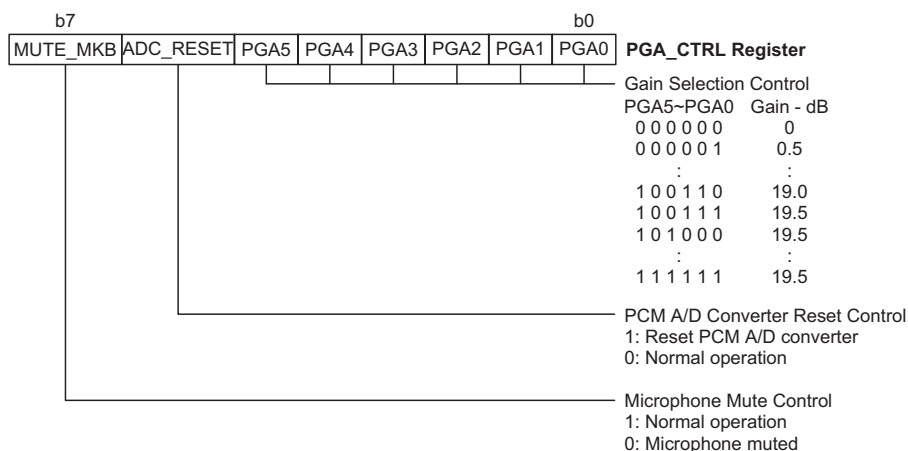 b7 b0
MUTE_MKB ADC_RESET PGA5 PGA4 PGA3 PGA2 PGA1 PGA0 PGA_CTRL Register
Gain Selection Control
PGA5~PGA0 Gain - dB
0 0 0 0 0 0 0
0 0 0 0 0 1 0.5
: :
1 0 0 1 1 0 19.0
1 0 0 1 1 1 19.5
1 0 1 0 0 0 19.5
: :
1 1 1 1 1 1 19.5
PCM A/D Converter Reset Control
1: Reset PCM A/D converter
0: Normal operation
Microphone Mute Control
1: Normal operation
0: Microphone muted